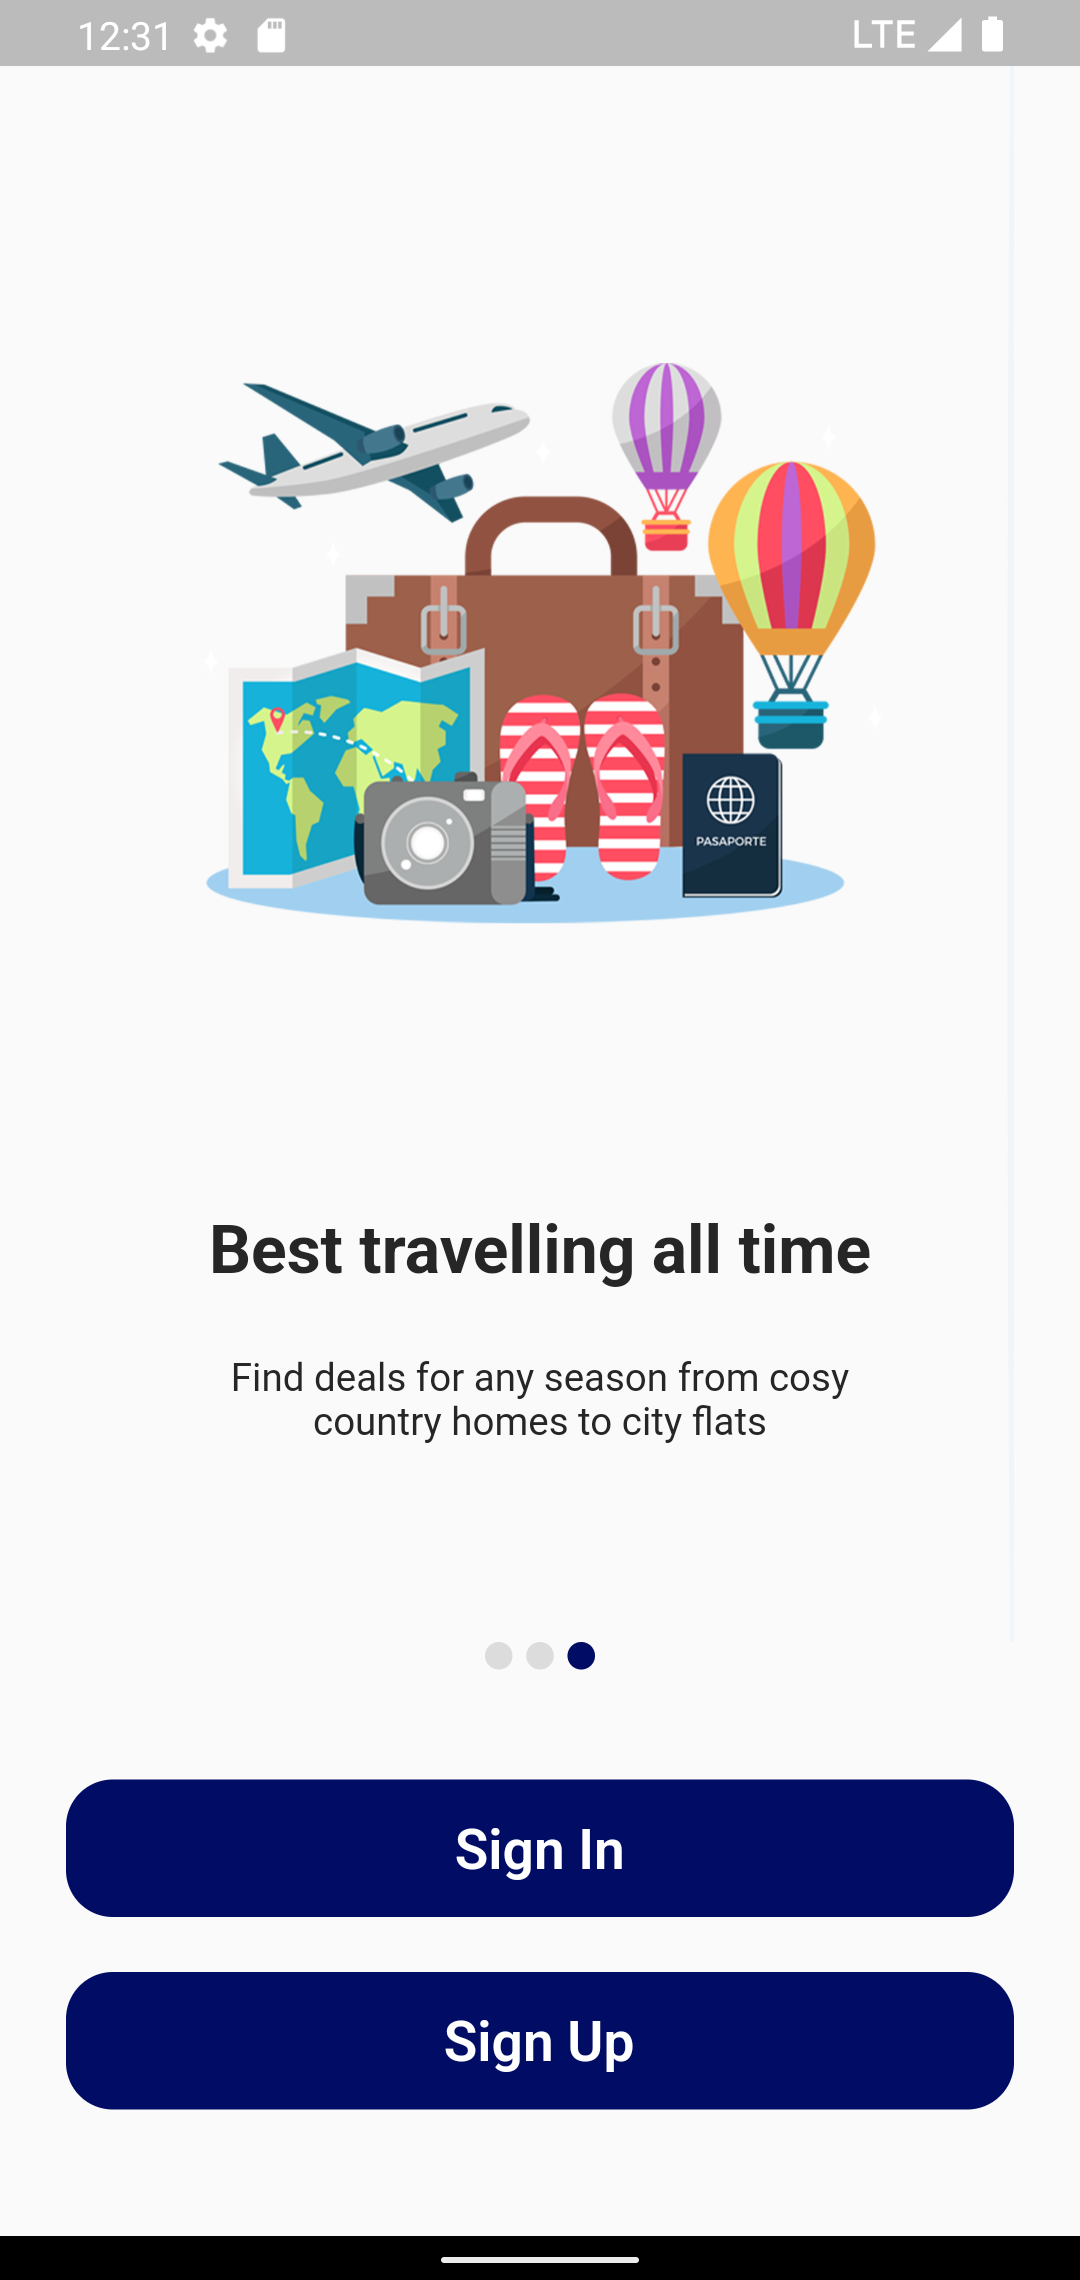 12:31
LTE
PASAPORTE
Best travelling all time
Find deals for any season from cosy
country homes to city flats
Sign In
Sign Up